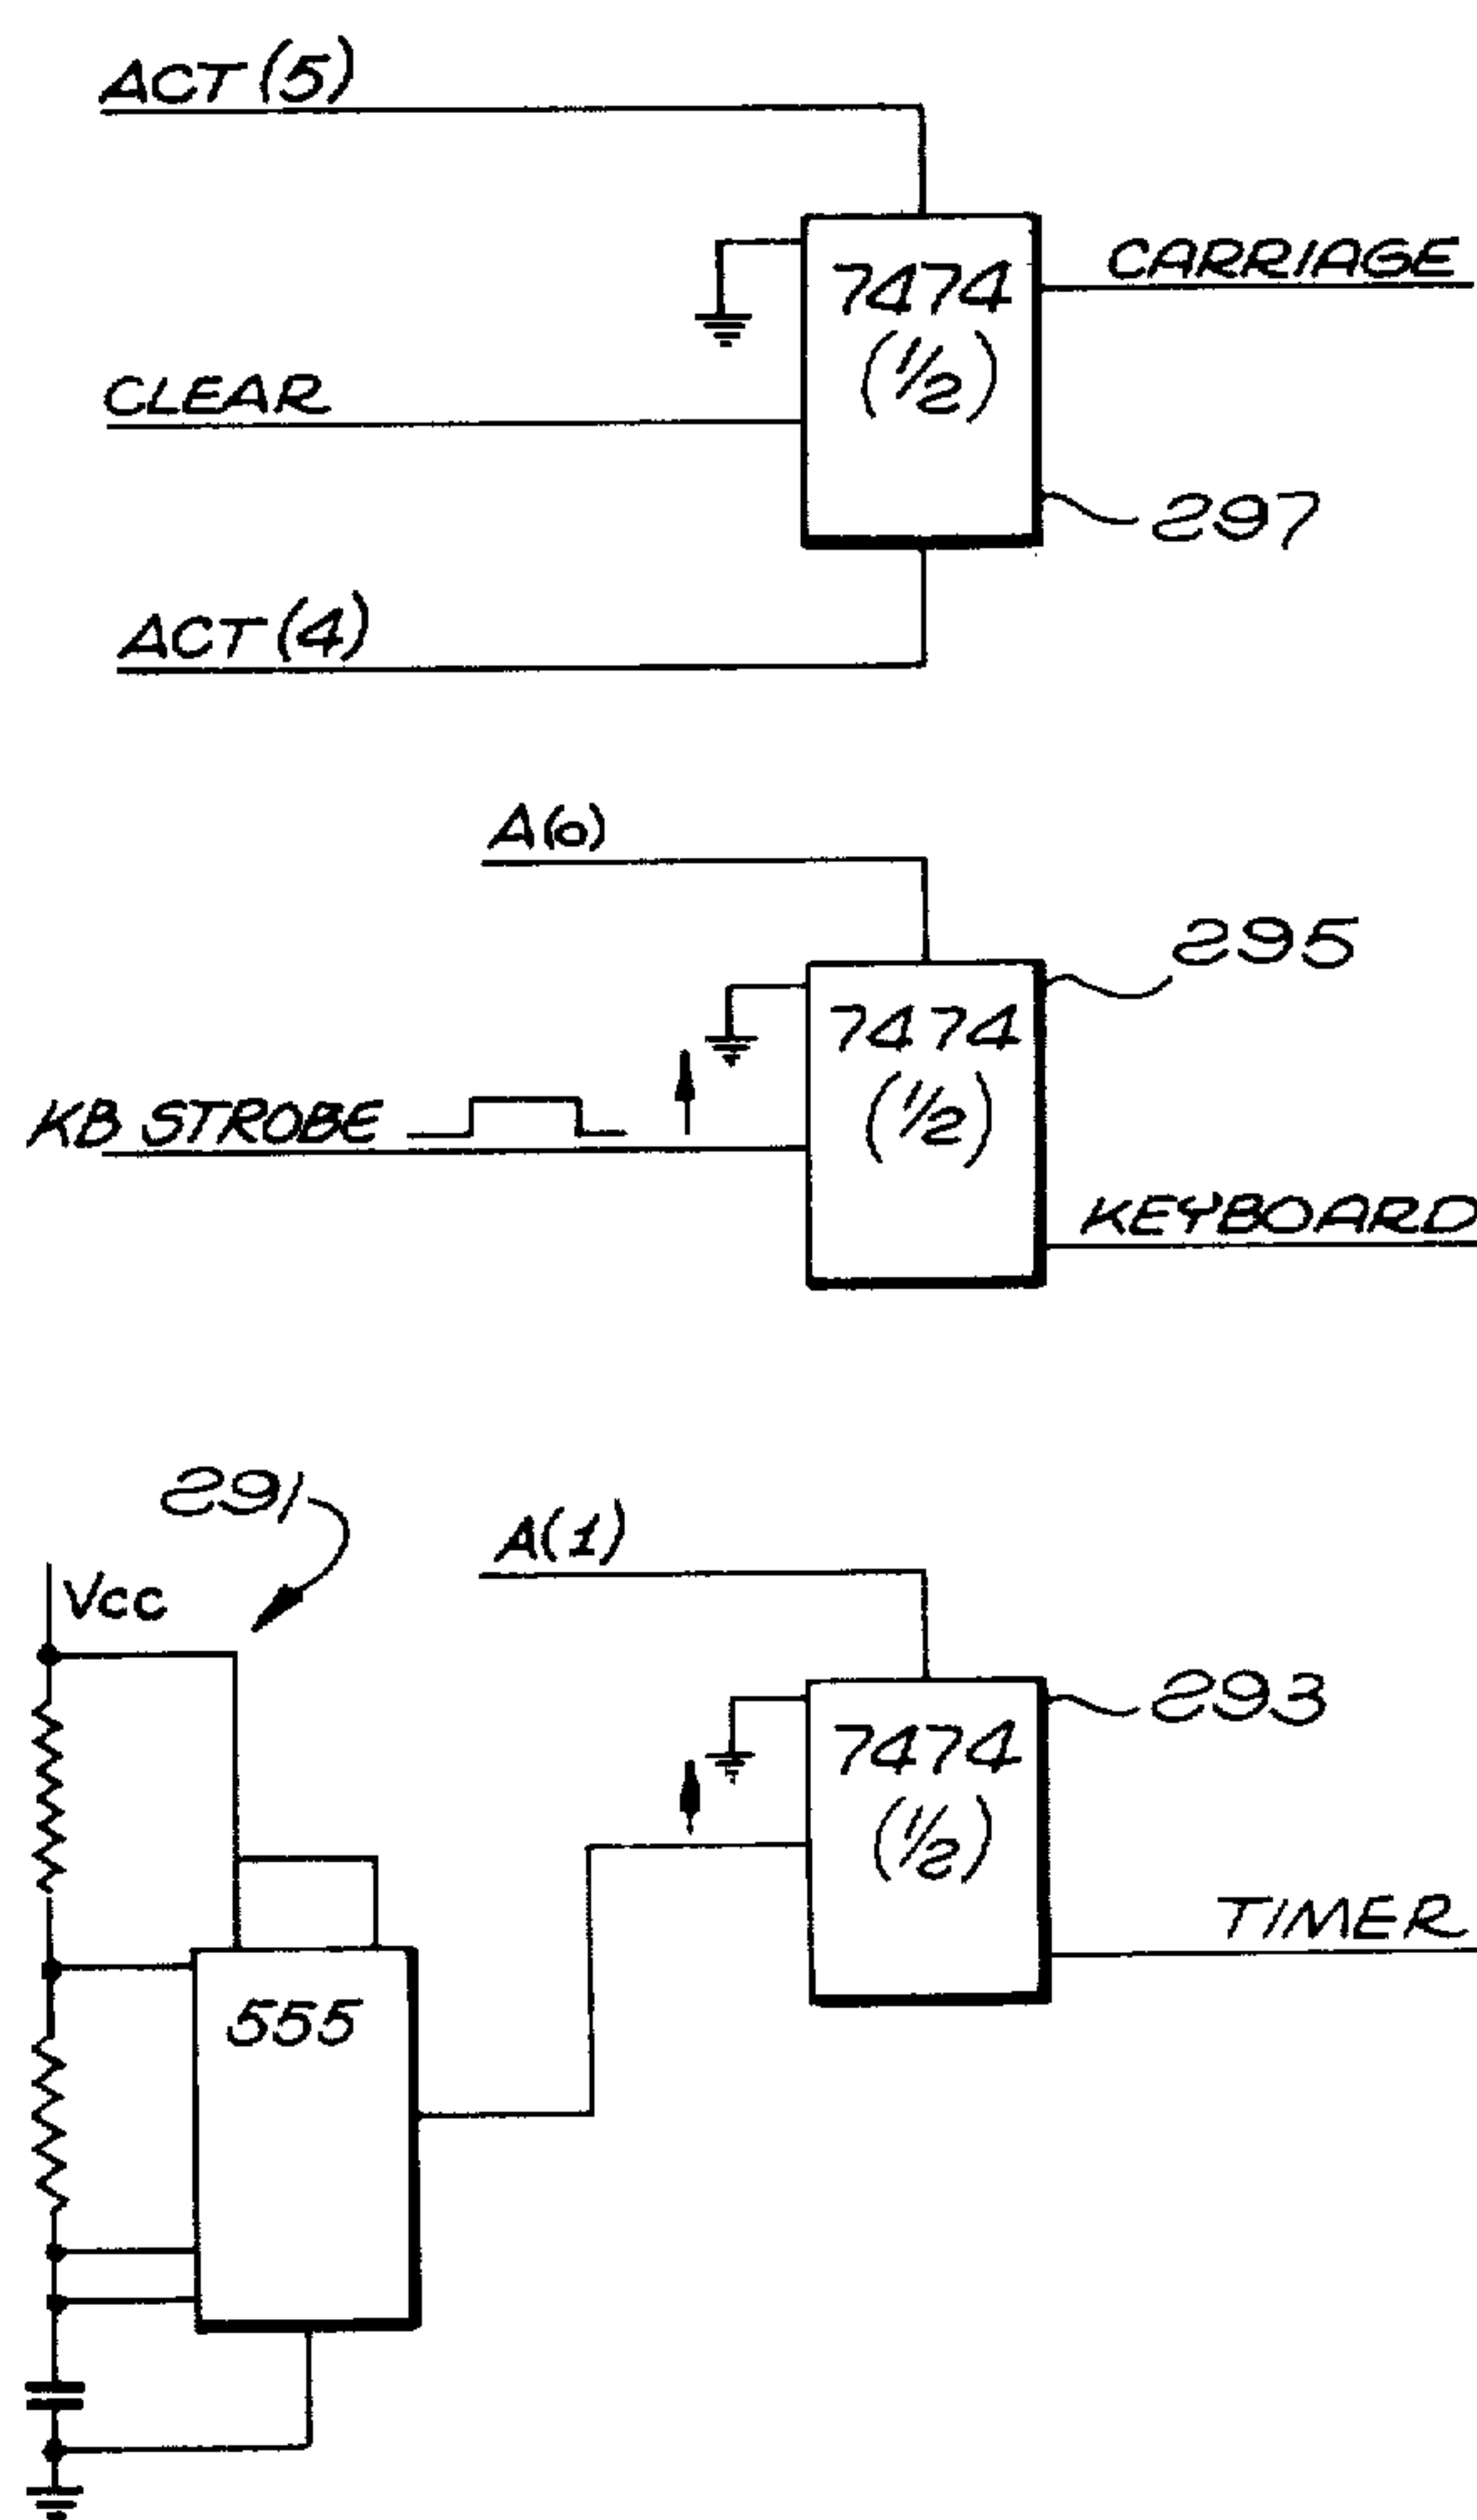 ACT(5)
7474
(1/2)
CARRIAGE
CLEAR
297
ACT(4)
A(0)
295
7474
(1/2)
KB STROBE
KEYBOARD
291
A(1)
Vcc
293
7474
(1/2)
TIMER
555